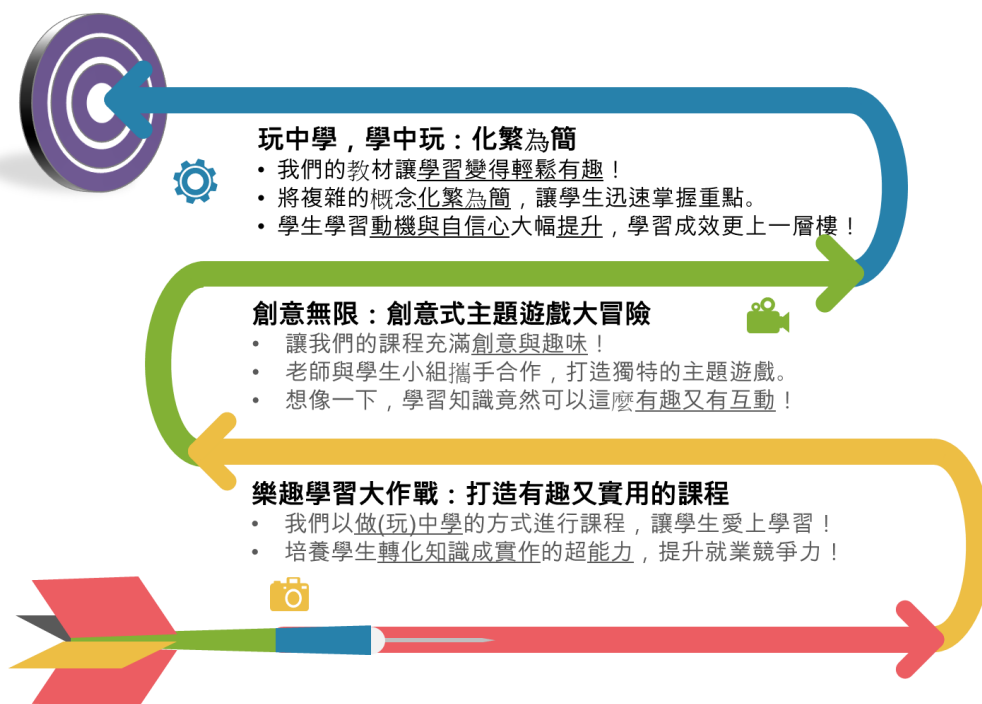 玩中學，學中玩：化繁為簡
• 我們的教材讓學習變得輕鬆有趣！
• 將複雜的概念化繁為簡，讓學生迅速掌握重點。
• 學生學習動機與自信心大幅提升，學習成效更上一層樓！
創意無限：創意式主題遊戲大冒險
• 讓我們的課程充滿創意與趣味！
• 老師與學生小組攜手合作，打造獨特的主題遊戲。
• 想像一下，學習知識竟然可以這麼有趣又有互動！
樂趣學習大作戰：打造有趣又實用的課程
• 我們以做(玩)中學的方式進行課程，讓學生愛上學習！
• 培養學生轉化知識成實作的超能力，提升就業競爭力！